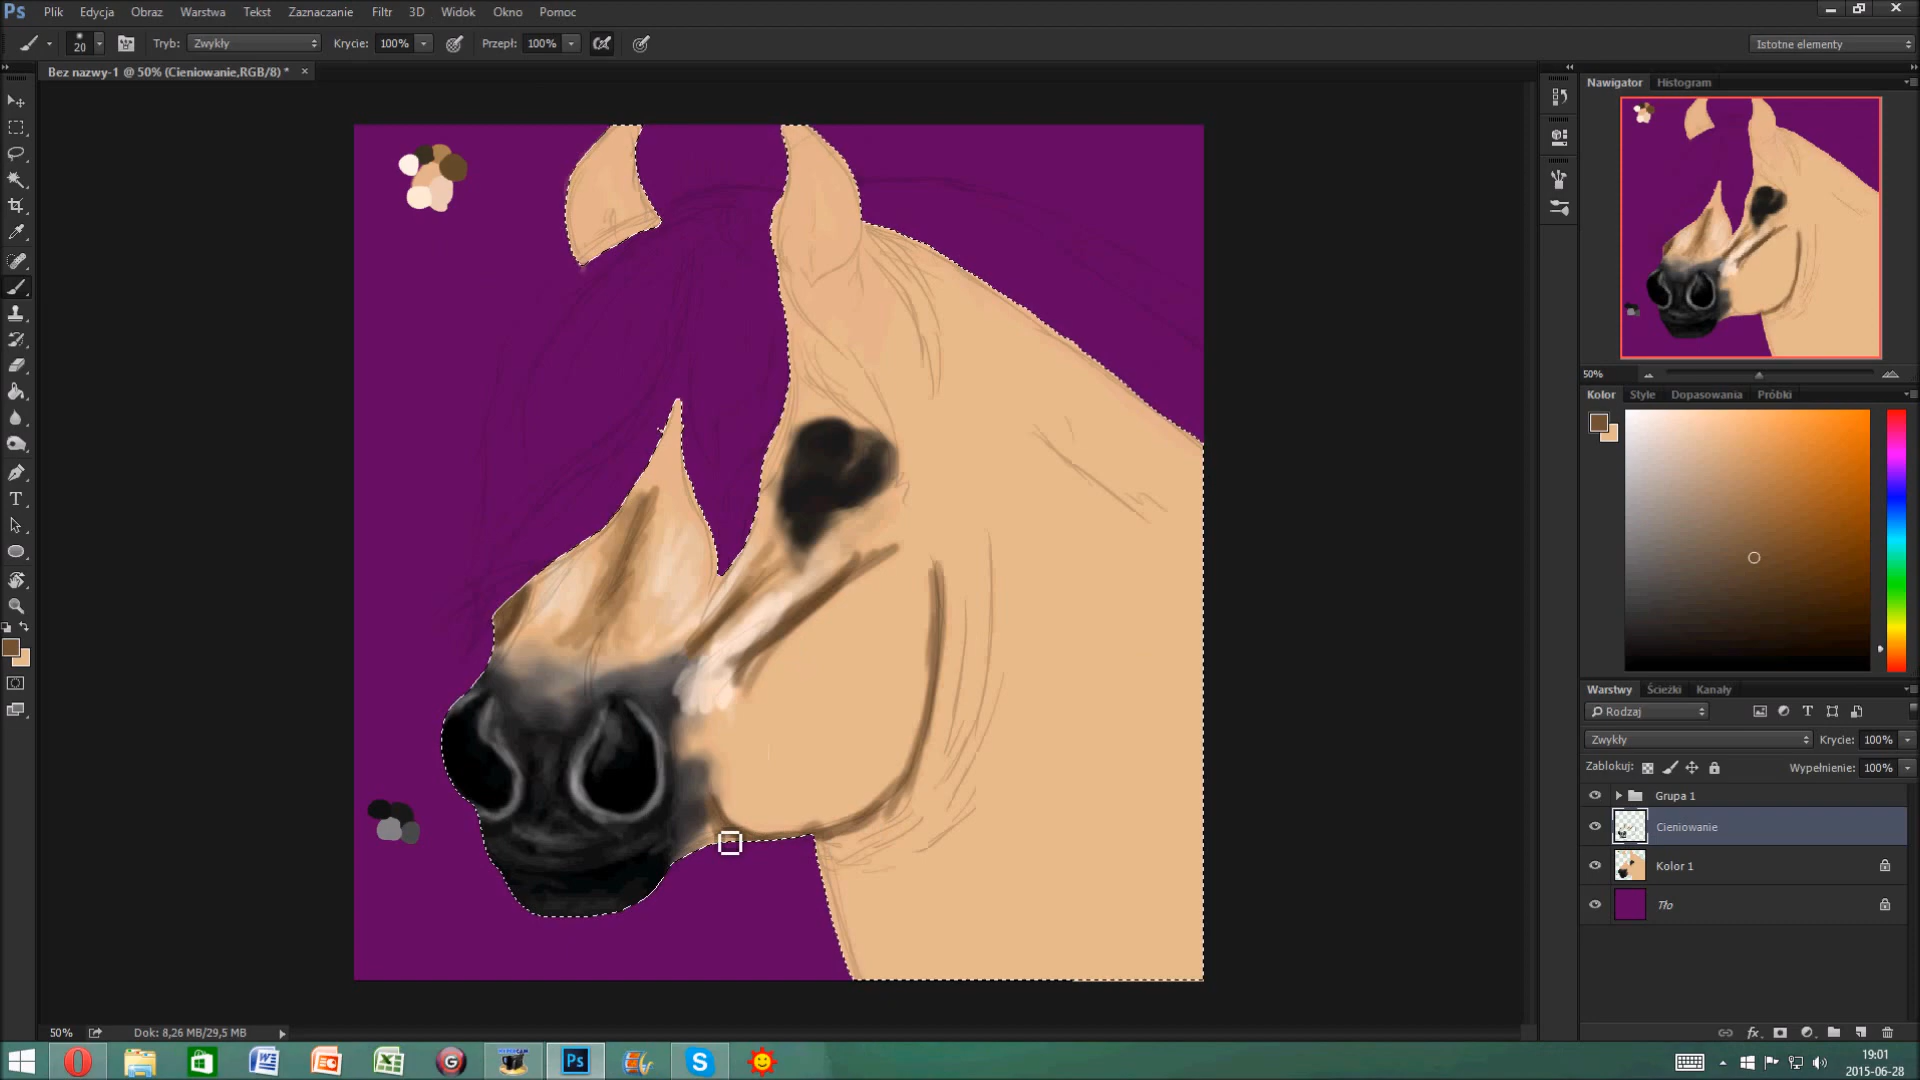 Ps Plik Edycja Obraz Warstwa Tekst Zaznaczanie Filtr 3D Widok Okno Pomoc
20 Tryb: Zwykły Krycie: 100% Przepł: 100% Istotne elementy
Bez nazwy-1 @ 50% (Cieniowanie,RGB/8) * ×
Nawigator Histogram
50%
Kolor Style Dopasowania Próbki
Warstwy Ścieżki Kanały
Rodzaj
Zwykły Krycie: 100%
Zablokuj: Wypełnienie: 100%
Grupa 1
Cieniowanie
Kolor 1
Tło
50% Dok: 8,26 MB/29,5 MB
fx
Ps
19:01
2015-06-28